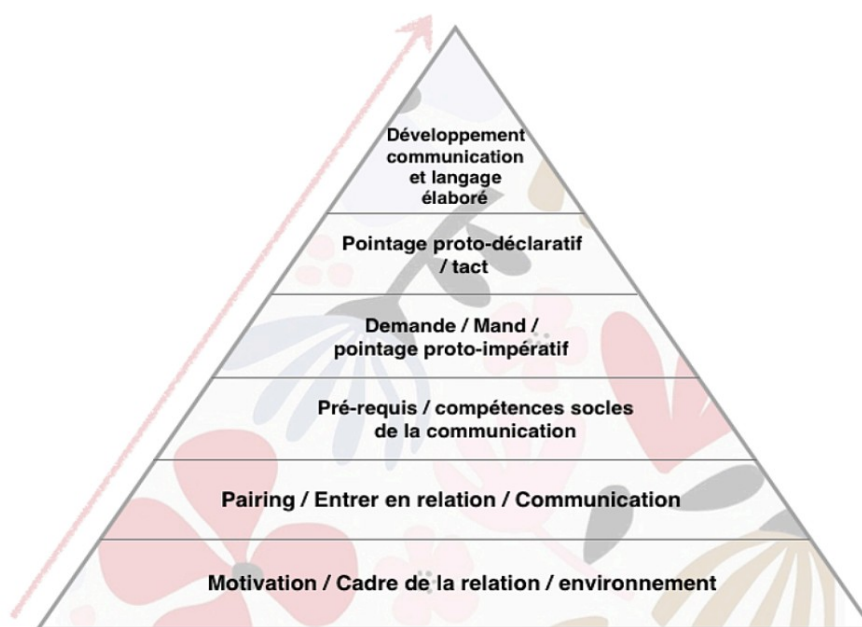 Développement
communication
et langage
élaboré
Pointage proto-déclaratif
/ tact
Demande / Mand /
pointage proto-impératif
Pré-requis / compétences socles
de la communication
Pairing / Entrer en relation / Communication
Motivation / Cadre de la relation / environnement